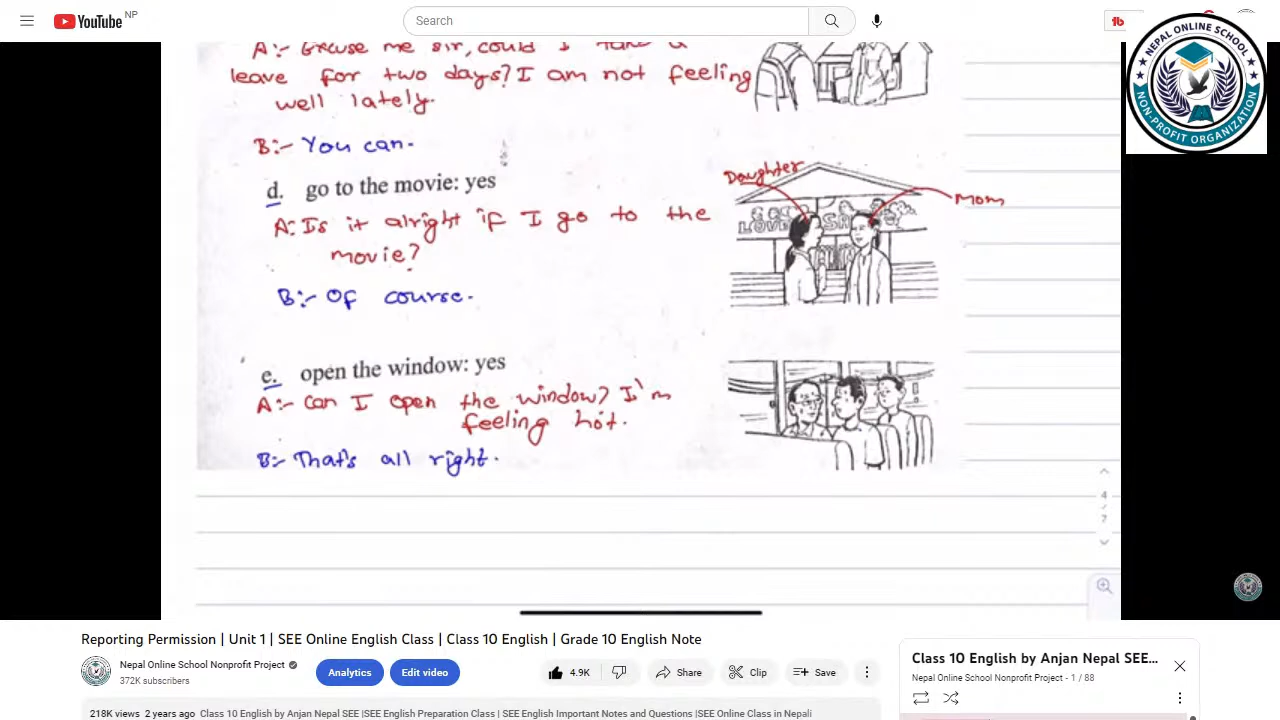 NP
YouTube
Search
NEPAL ONLINE SCHOOL
NON-PROFIT ORGANIZATION
A:- Excuse me sir, could I take a
leave for two days? I am not feeling
well lately.
B:- You can.
d. go to the movie: yes
Daughter
Mom
A:- Is it alright if I go to the
movie?
B:- Of course.
e. open the window: yes
A:- Can I open the window? I'm
feeling hot.
B:- That's all right.
4
/
7
Reporting Permission | Unit 1 | SEE Online English Class | Class 10 English | Grade 10 English Note
Nepal Online School Nonprofit Project
372K subscribers
Analytics
Edit video
4.9K
Share
Clip
Save
218K views 2 years ago Class 10 English by Anjan Nepal SEE |SEE English Preparation Class | SEE English Important Notes and Questions |SEE Online Class in Nepali
Class 10 English by Anjan Nepal SEE...
Nepal Online School Nonprofit Project - 1 / 88